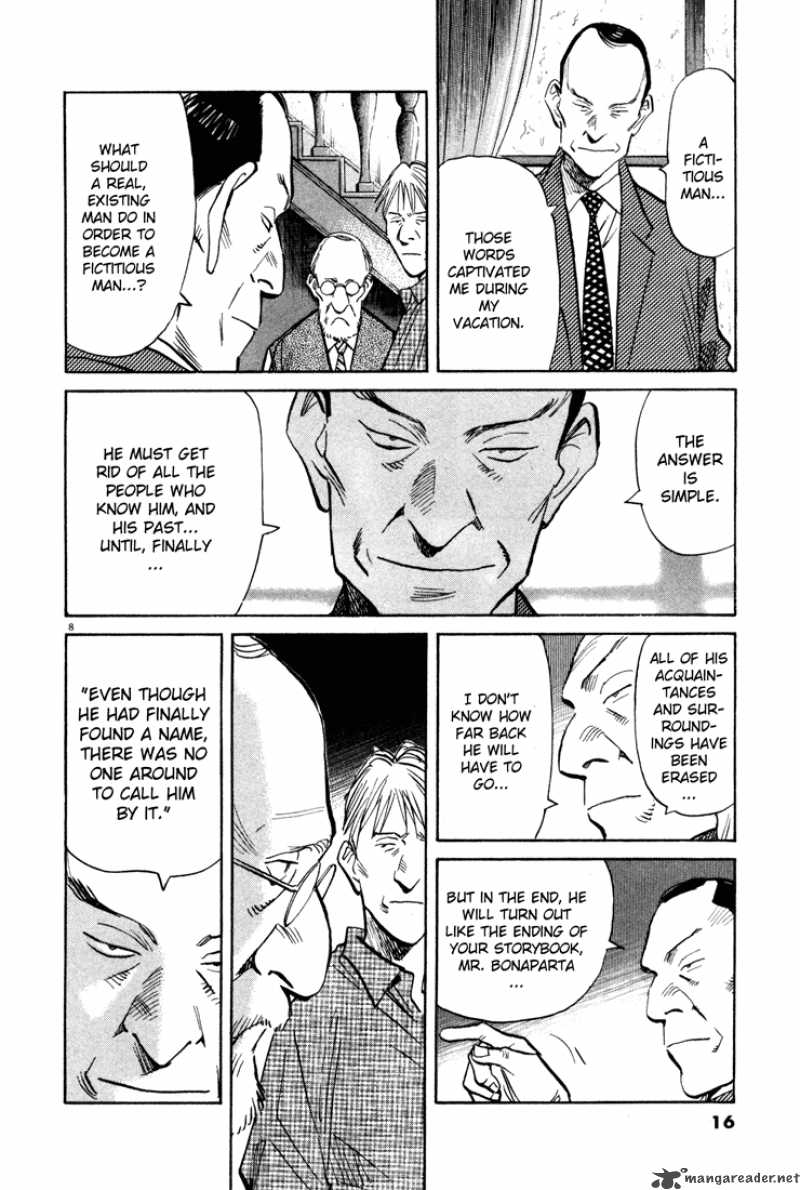 A
FICTI-
TIOUS
MAN...
THOSE
WORDS
CAPTIVATED
ME DURING
MY
VACATION.
WHAT
SHOULD
A REAL,
EXISTING
MAN DO IN
ORDER TO
BECOME A
FICTITIOUS
MAN...?
THE
ANSWER
IS
SIMPLE.
HE MUST GET
RID OF ALL THE
PEOPLE WHO
KNOW HIM, AND
HIS PAST...
UNTIL, FINALLY
...
8
ALL OF HIS
ACQUAIN-
TANCES
AND SUR-
ROUND-
INGS HAVE
BEEN
ERASED
...
I DON'T
KNOW HOW
FAR BACK
HE WILL
HAVE TO
GO...
BUT IN THE END, HE
WILL TURN OUT
LIKE THE ENDING OF
YOUR STORYBOOK,
MR. BONAPARTA
...
"EVEN THOUGH
HE HAD FINALLY
FOUND A NAME,
THERE WAS NO
ONE AROUND
TO CALL HIM
BY IT."
16
mangareader.net